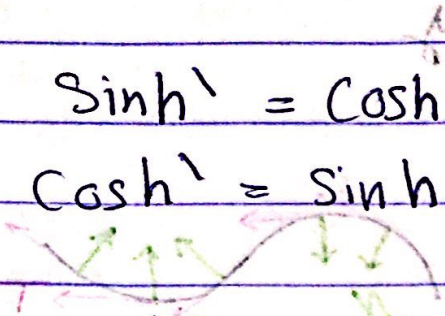 Sinh` = Cosh
Cosh` = Sinh